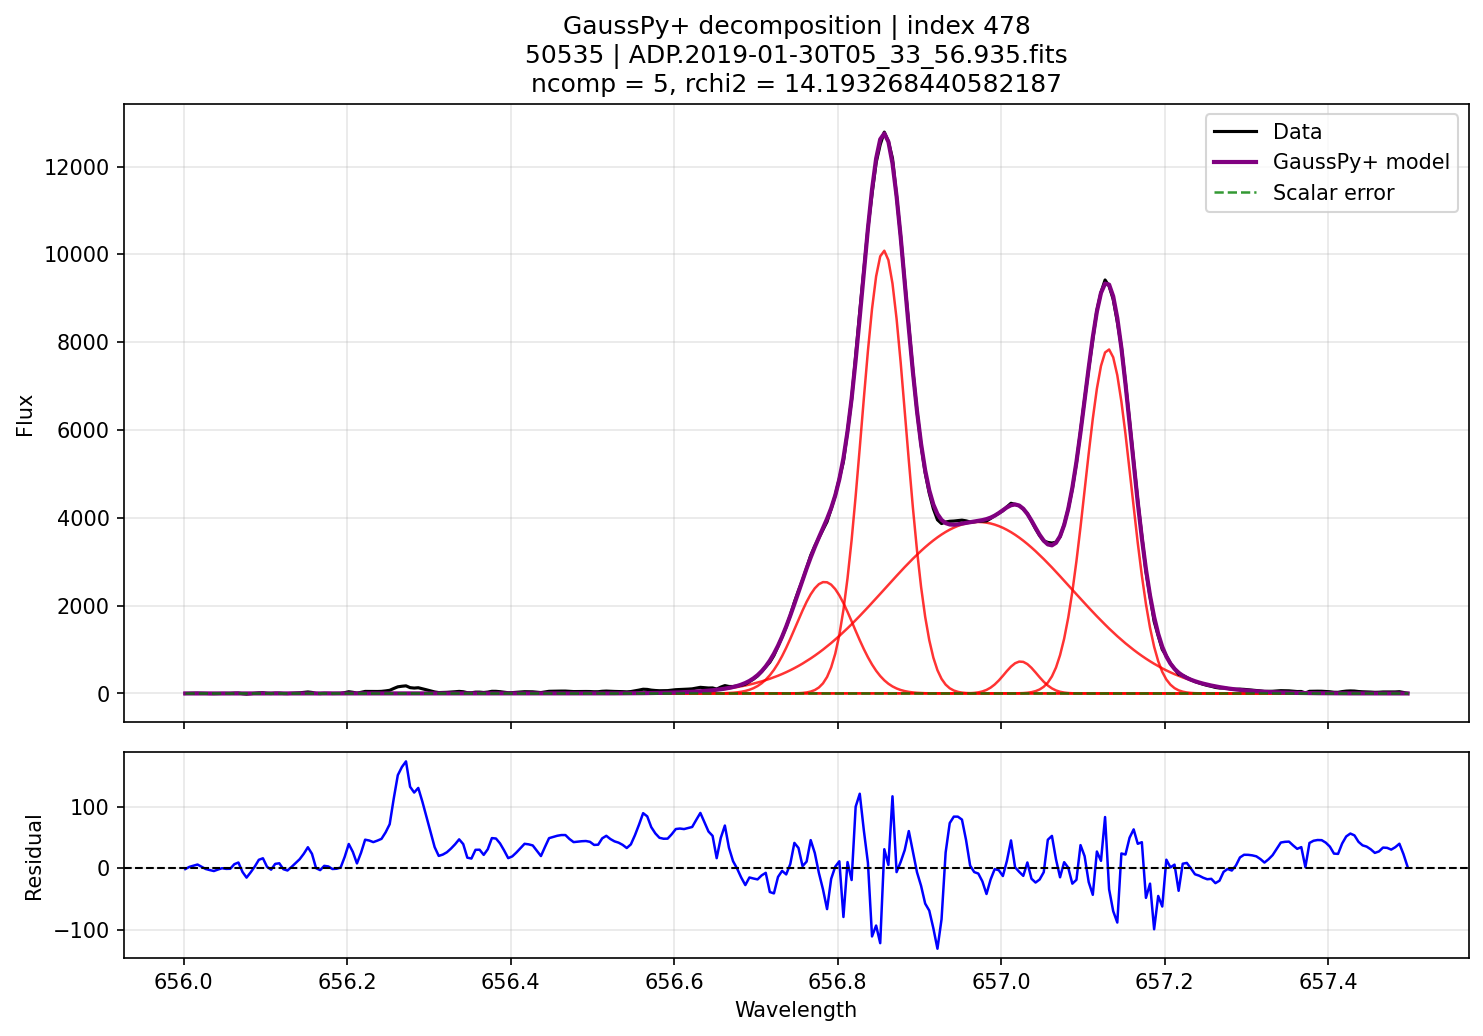 GaussPy+ decomposition | index 478
50535 | ADP.2019-01-30T05_33_56.935.fits
ncomp = 5, rchi2 = 14.193268440582187
Data
GaussPy+ model
Scalar error
12000
10000
8000
6000
4000
2000
0
Flux
100
0
−100
Residual
656.0 656.2 656.4 656.6 656.8 657.0 657.2 657.4
Wavelength